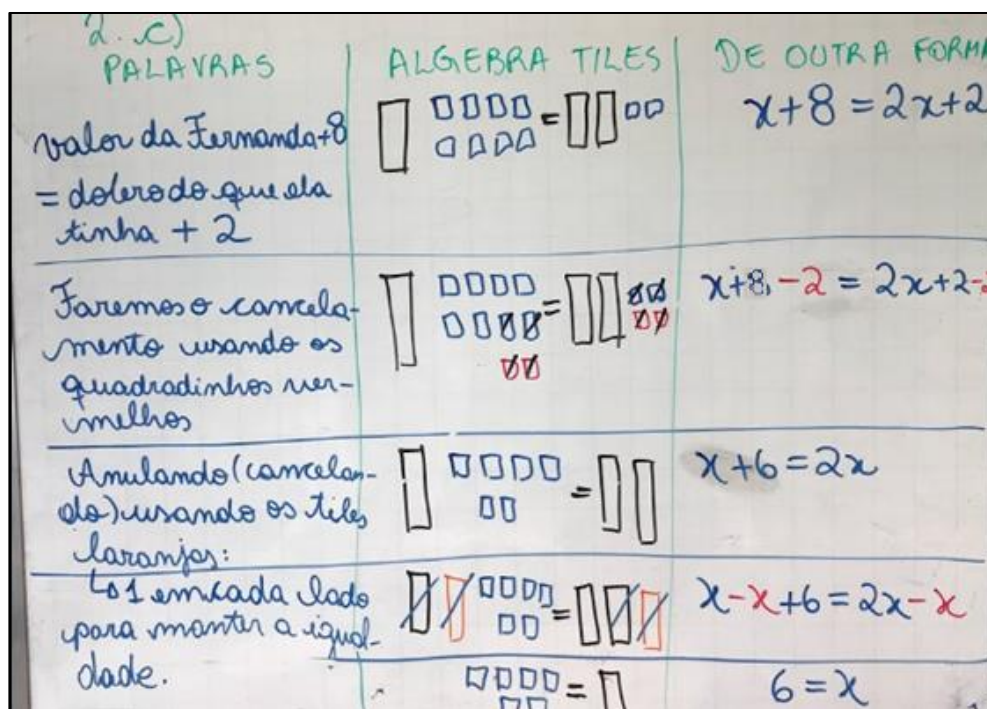 2. c)
PALAVRAS
ALGEBRA TILES
DE OUTRA FORMA
valor da Fernanda+8
= dobro do que ela
tinha + 2
=
x+8 = 2x+2
Faremos o cancela-
mento usando os
quadradinhos ver-
melhos
=
x+8 -2 = 2x+2-2
Anulando (cancelan-
do) usando os tiles
laranjas:
=
x+6 = 2x
↳ 1 em cada lado
para manter a igual-
dade.
=
x-x+6 = 2x-x
=
6 = x